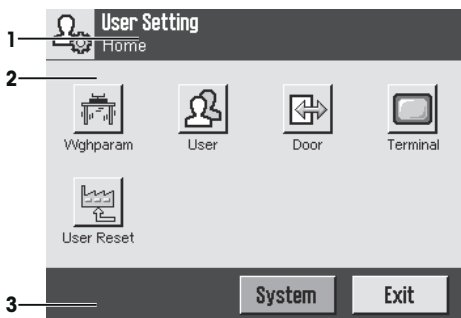 User Setting
1
Home
2
Wghparam User Door Terminal
User Reset
3
System Exit